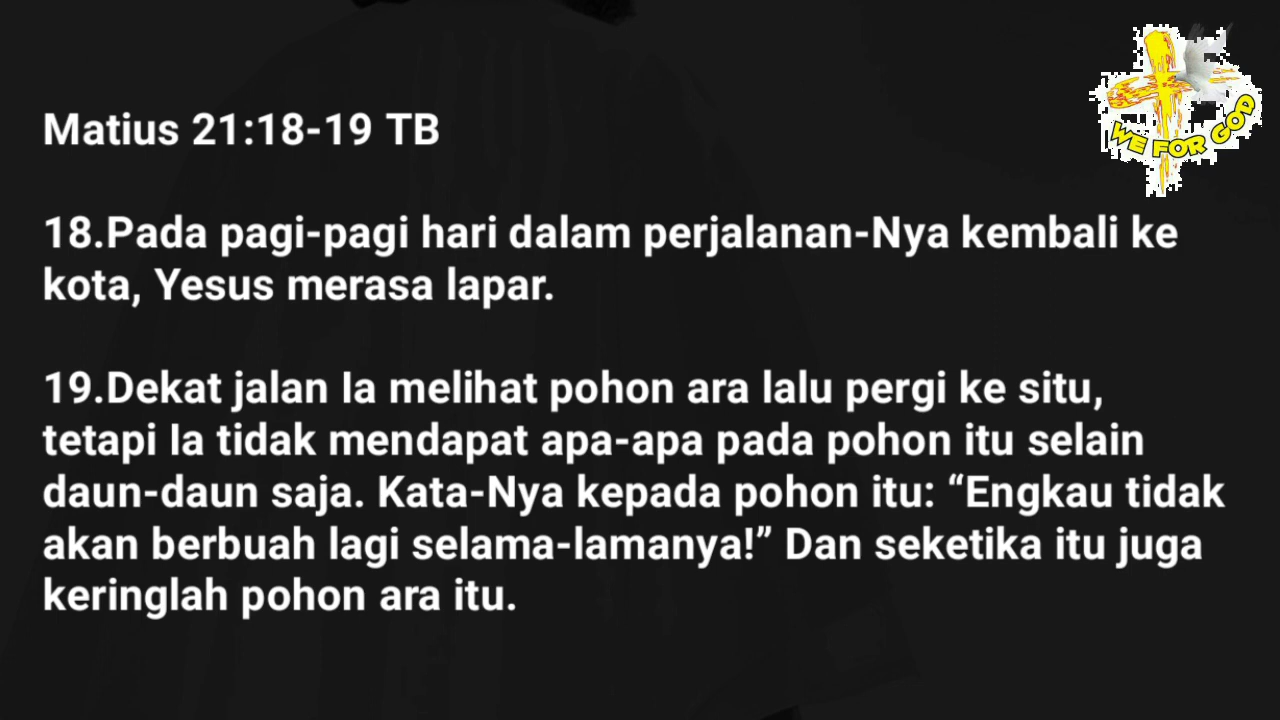 WE FOR GOD
Matius 21:18-19 TB
18.Pada pagi-pagi hari dalam perjalanan-Nya kembali ke
kota, Yesus merasa lapar.
19.Dekat jalan Ia melihat pohon ara lalu pergi ke situ,
tetapi Ia tidak mendapat apa-apa pada pohon itu selain
daun-daun saja. Kata-Nya kepada pohon itu: “Engkau tidak
akan berbuah lagi selama-lamanya!” Dan seketika itu juga
keringlah pohon ara itu.